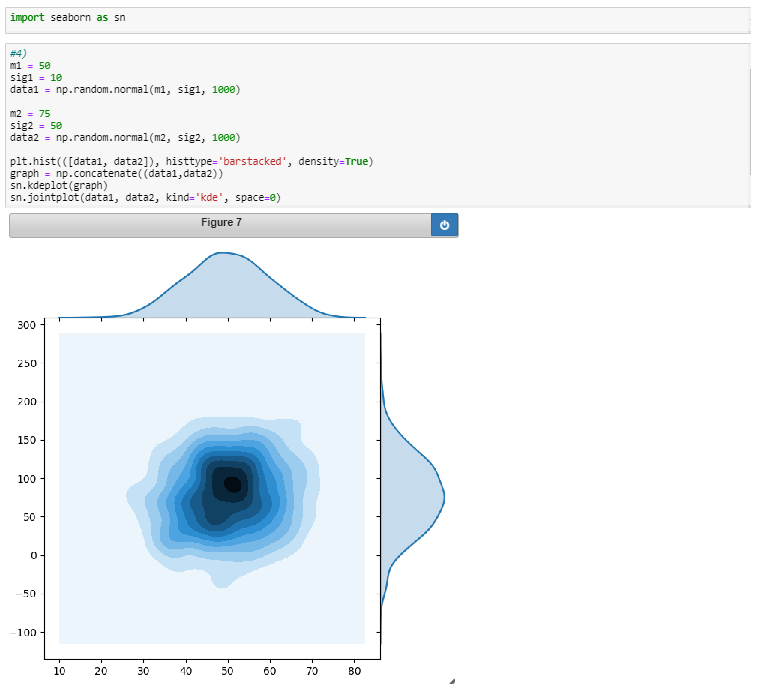 import seaborn as sn
#4)
m1 = 50
sig1 = 10
data1 = np.random.normal(m1, sig1, 1000)
m2 = 75
sig2 = 50
data2 = np.random.normal(m2, sig2, 1000)
plt.hist(([data1, data2]), histtype='barstacked', density=True)
graph = np.concatenate((data1,data2))
sn.kdeplot(graph)
sn.jointplot(data1, data2, kind='kde', space=0)
Figure 7
300
250
200
150
100
50
0
−50
−100
10 20 30 40 50 60 70 80